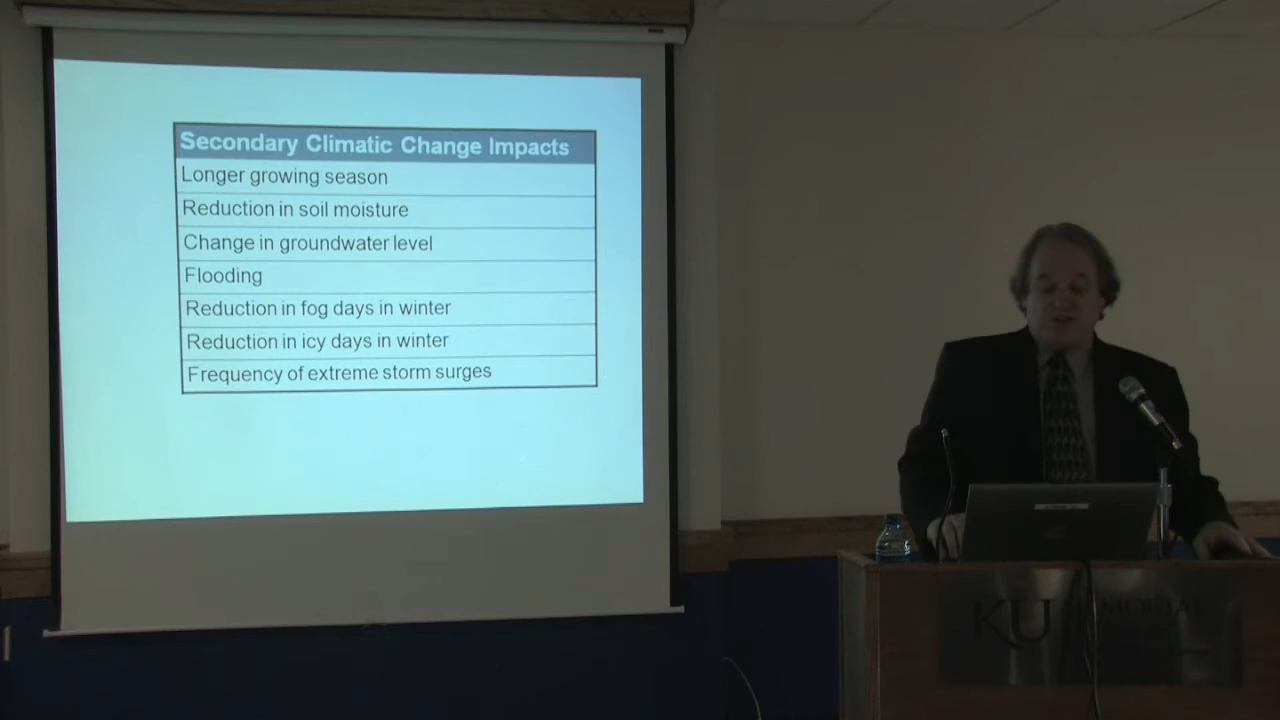 Secondary Climatic Change Impacts
Longer growing season
Reduction in soil moisture
Change in groundwater level
Flooding
Reduction in fog days in winter
Reduction in icy days in winter
Frequency of extreme storm surges
KU MEMORIAL